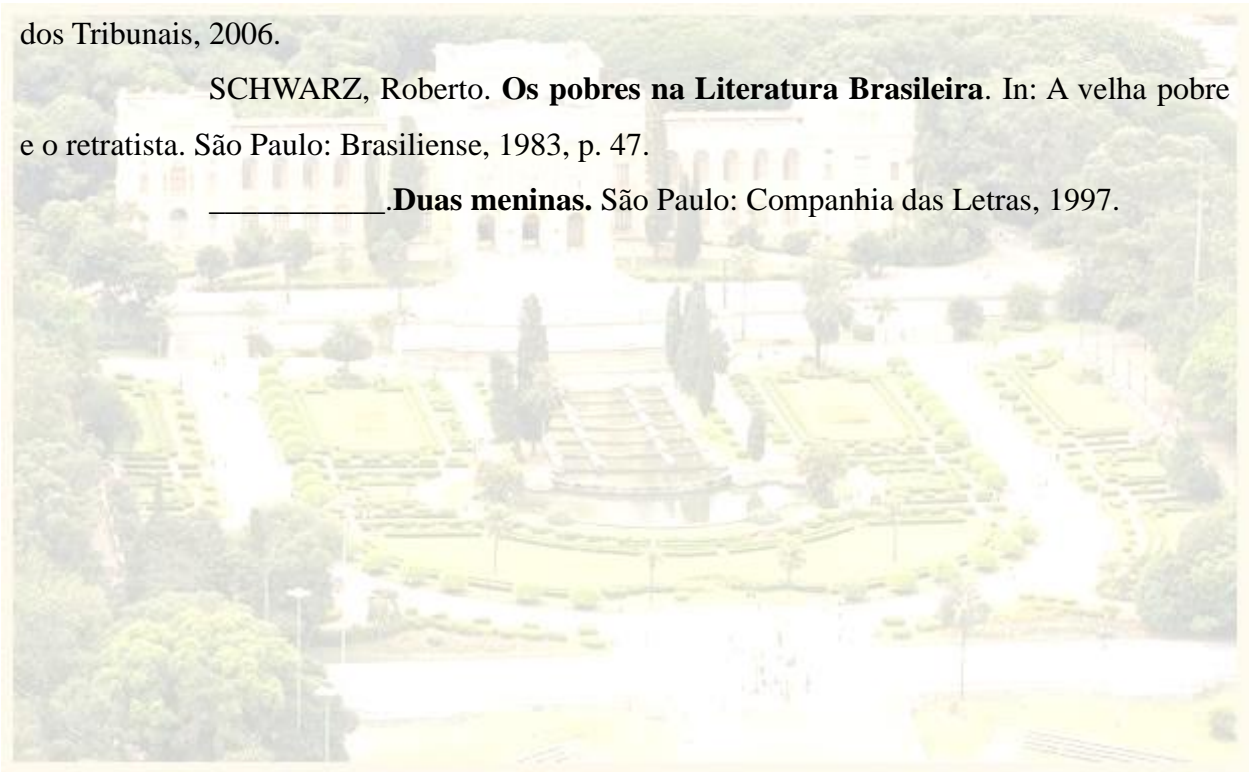 dos Tribunais, 2006.
SCHWARZ, Roberto. Os pobres na Literatura Brasileira. In: A velha pobre
e o retratista. São Paulo: Brasiliense, 1983, p. 47.
___________.Duas meninas. São Paulo: Companhia das Letras, 1997.